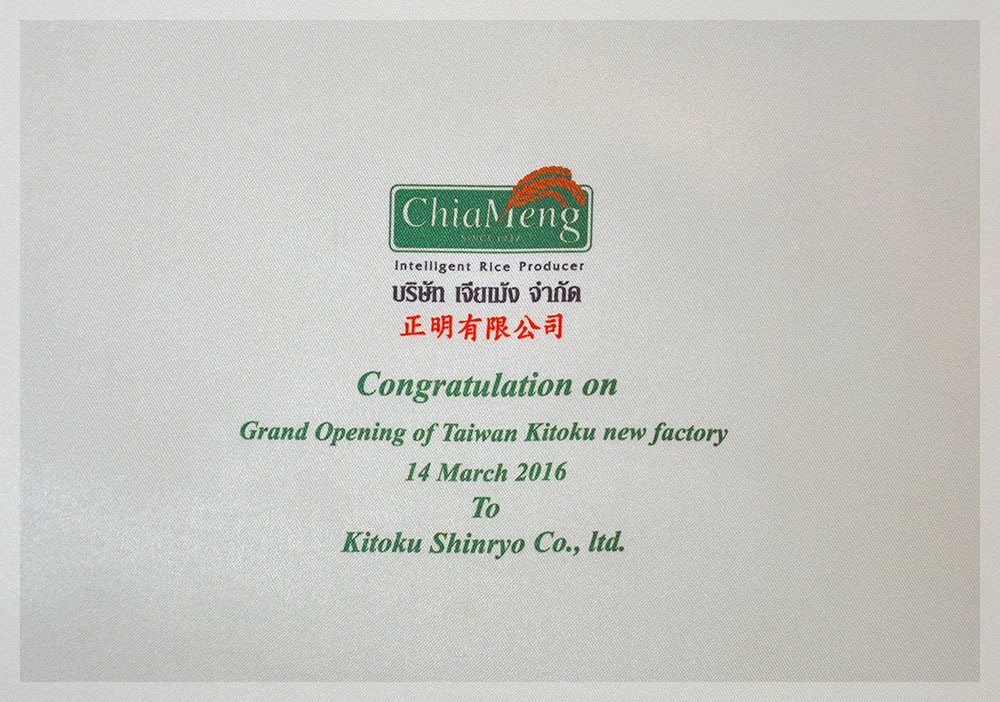 ChiaMeng
SINCE 1937
Intelligent Rice Producer
บริษัท เจียเม้ง จำกัด
正明有限公司
Congratulation on
Grand Opening of Taiwan Kitoku new factory
14 March 2016
To
Kitoku Shinryo Co., ltd.